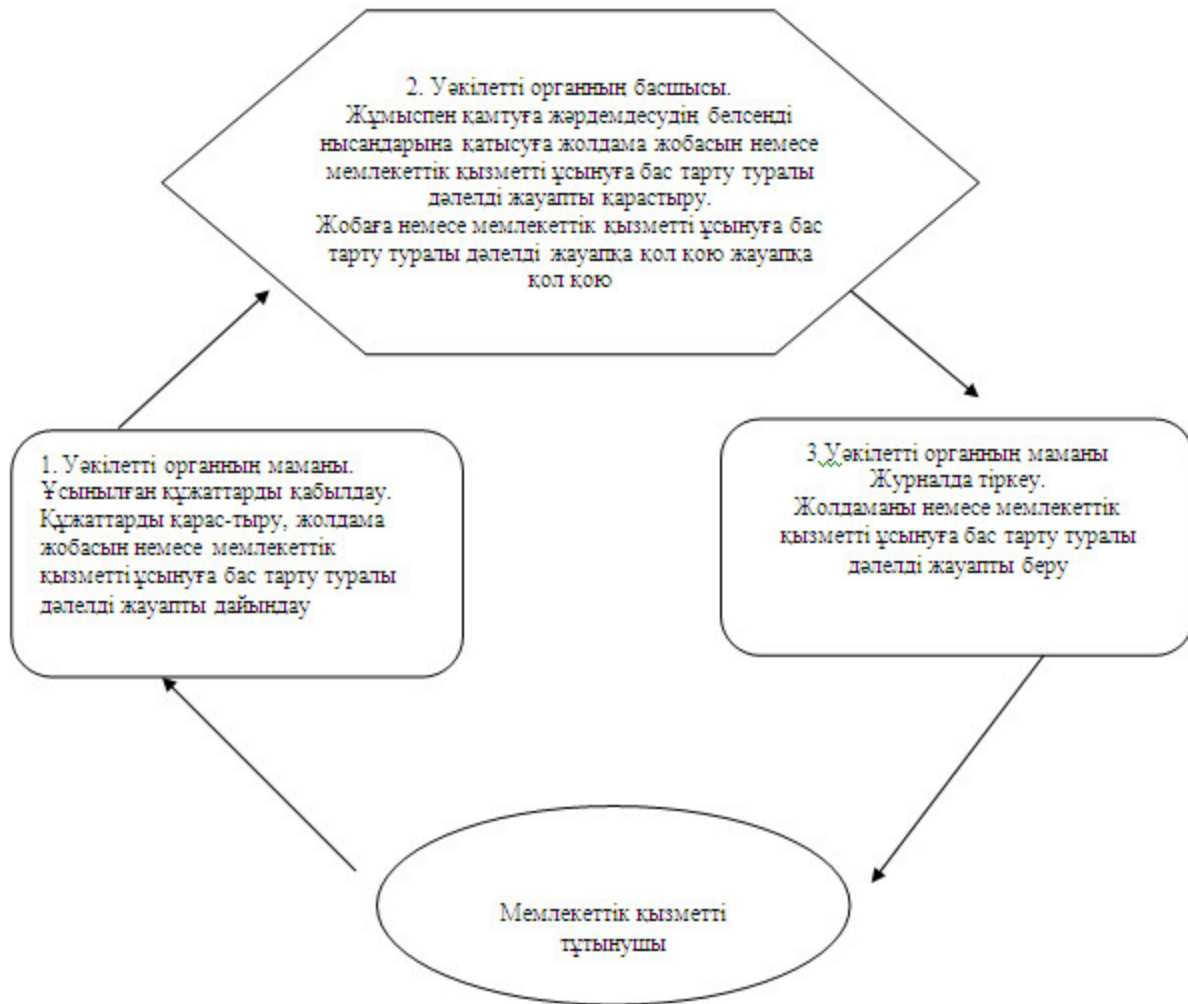 2. Уәкілетті органның басшысы.
Жұмыспен қамтуға жәрдемдесудің белсенді
нысандарына қатысуға жолдама жобасын немесе
мемлекеттік қызметті ұсынуға бас тарту туралы
дәлелді жауапты қарастыру.
Жобаға немесе мемлекеттік қызметті ұсынуға бас
тарту туралы дәлелді жауапқа қол қою жауапқа
қол қою
1. Уәкілетті органның маманы.
Ұсынылған құжаттарды қабылдау.
Құжаттарды қарас-тыру, жолдама
жобасын немесе мемлекеттік
қызметті ұсынуға бас тарту туралы
дәлелді жауапты дайындау
3.Уәкілетті органның маманы
Журналда тіркеу.
Жолдаманы немесе мемлекеттік
қызметті ұсынуға бас тарту туралы
дәлелді жауапты беру
Мемлекеттік қызметті
тұтынушы